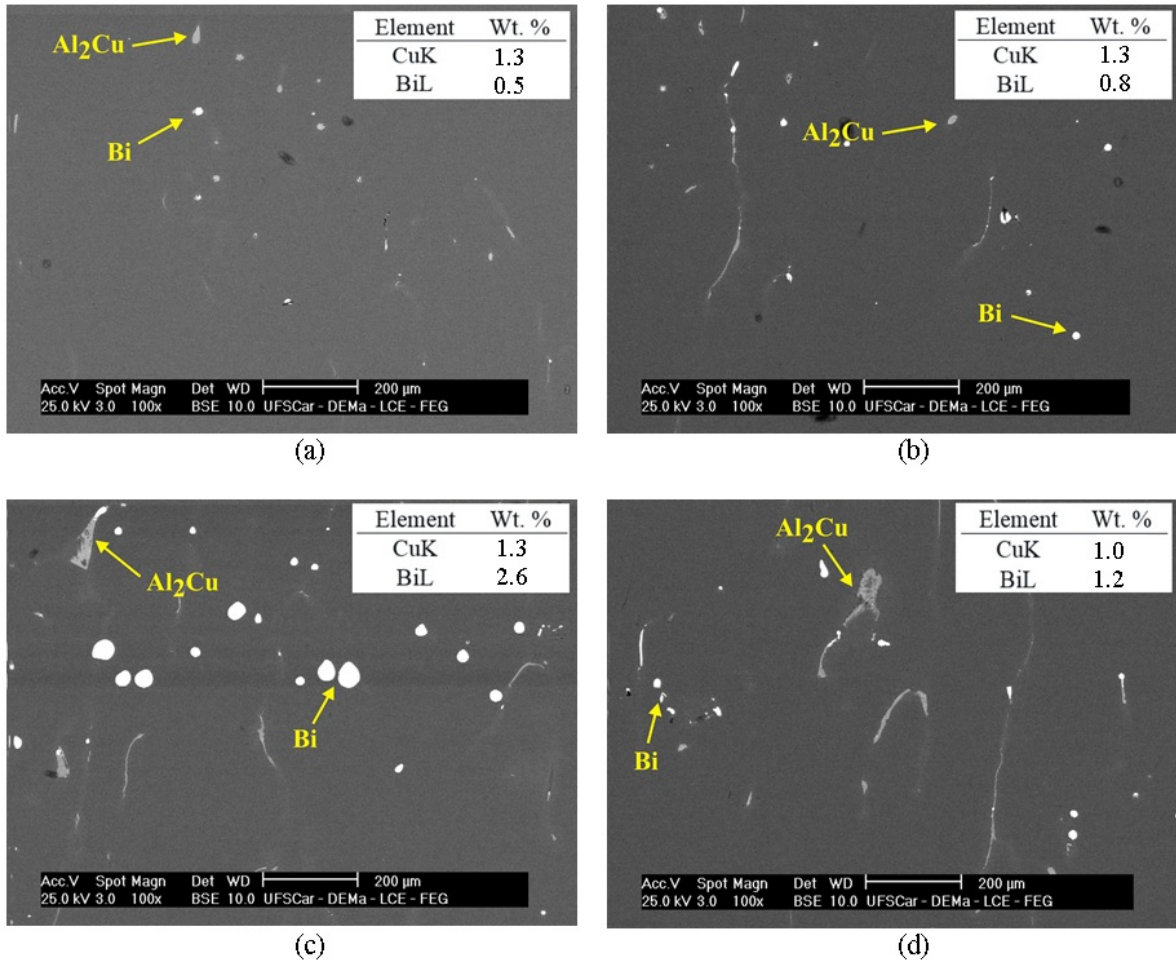 Al2Cu
Bi
Element Wt. %
CuK 1.3
BiL 0.5
Acc.V Spot Magn Det WD 200 µm
25.0 kV 3.0 100x BSE 10.0 UFSCar - DEMa - LCE - FEG
(a)
Element Wt. %
CuK 1.3
BiL 0.8
Al2Cu
Bi
Acc.V Spot Magn Det WD 200 µm
25.0 kV 3.0 100x BSE 10.0 UFSCar - DEMa - LCE - FEG
(b)
Element Wt. %
CuK 1.3
BiL 2.6
Al2Cu
Bi
Acc.V Spot Magn Det WD 200 µm
25.0 kV 3.0 100x BSE 10.0 UFSCar - DEMa - LCE - FEG
(c)
Al2Cu
Element Wt. %
CuK 1.0
BiL 1.2
Bi
Acc.V Spot Magn Det WD 200 µm
25.0 kV 3.0 100x BSE 10.0 UFSCar - DEMa - LCE - FEG
(d)